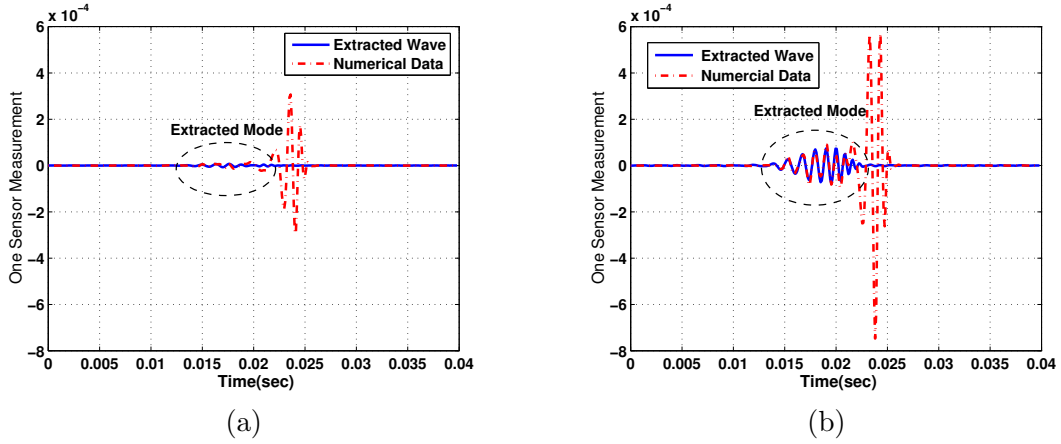 x 10⁻⁴
6
4
2
0
−2
−4
−6
−8
One Sensor Measurement
Extracted Wave
Numerical Data
Extracted Mode
0 0.005 0.01 0.015 0.02 0.025 0.03 0.035 0.04
Time(sec)
(a)
x 10⁻⁴
6
4
2
0
−2
−4
−6
−8
One Sensor Measurement
Extracted Wave
Numercial Data
Extracted Mode
0 0.005 0.01 0.015 0.02 0.025 0.03 0.035 0.04
Time(sec)
(b)